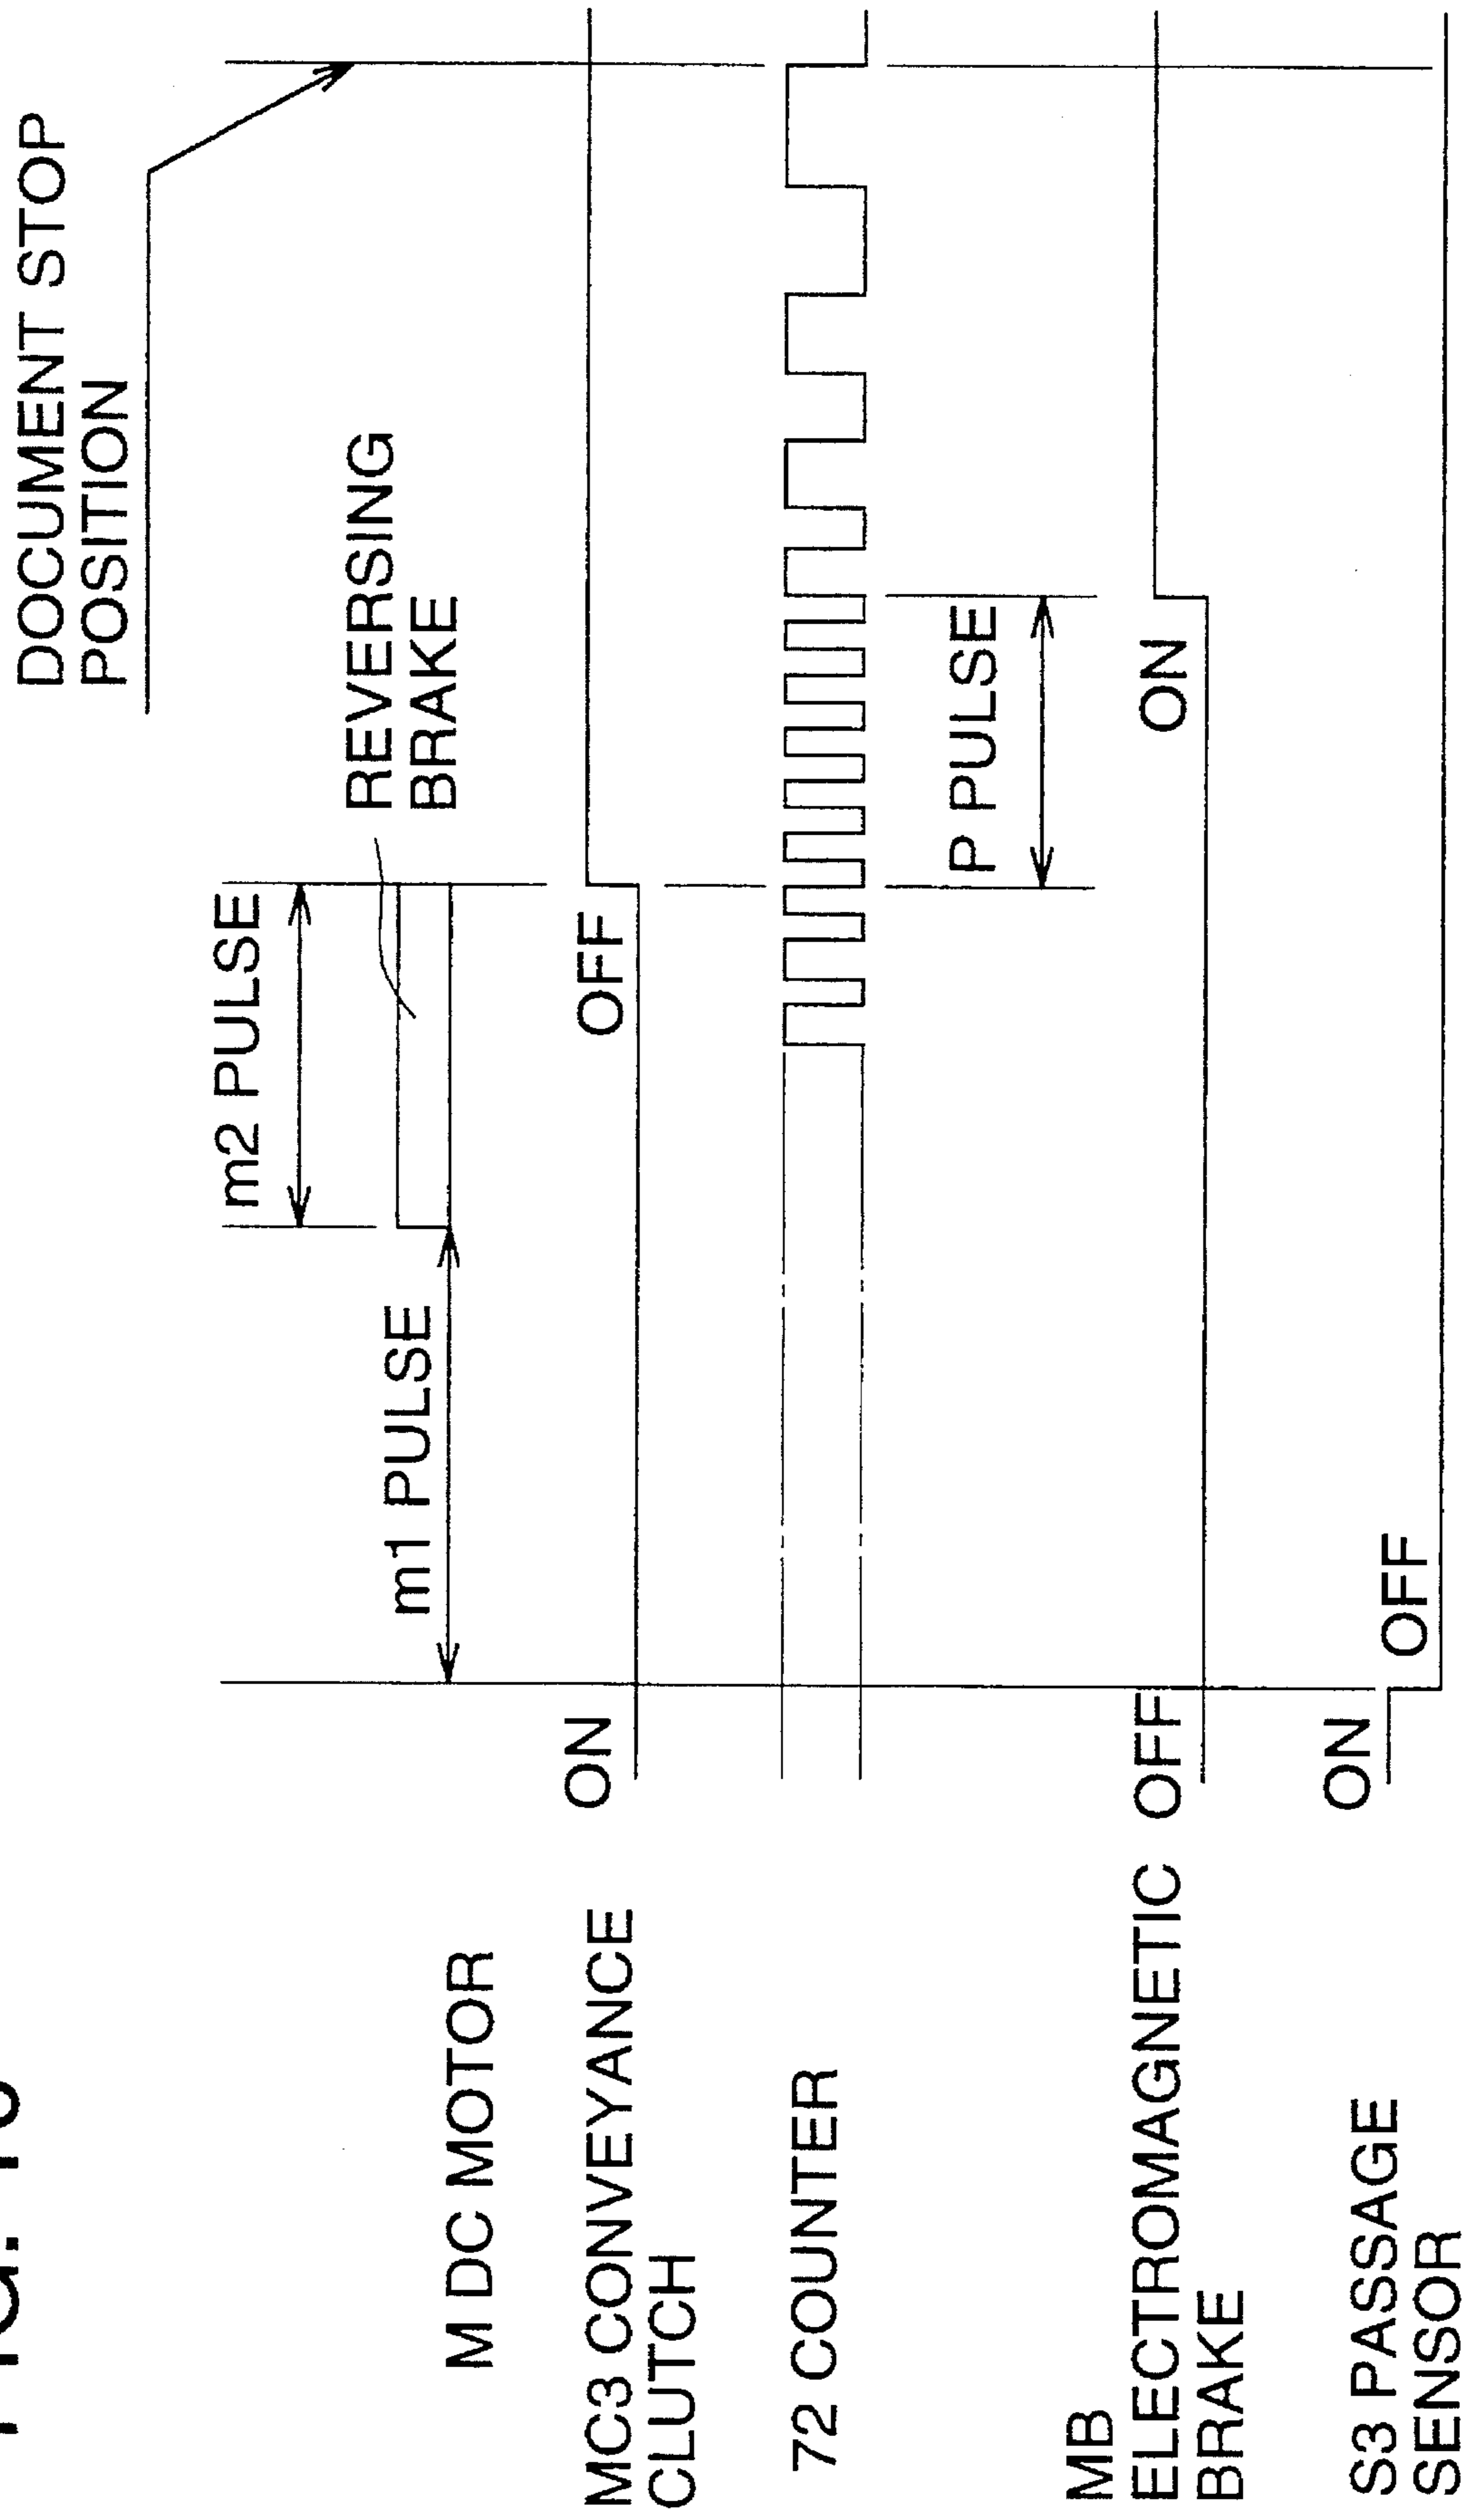 DOCUMENT STOP
POSITION
REVERSING
BRAKE
m2 PULSE
m1 PULSE
M DC MOTOR
ON
OFF
MC3 CONVEYANCE
CLUTCH
72 COUNTER
P PULSE
MB
ELECTROMAGNETIC
BRAKE
OFF
ON
S3 PASSAGE
SENSOR
ON
OFF